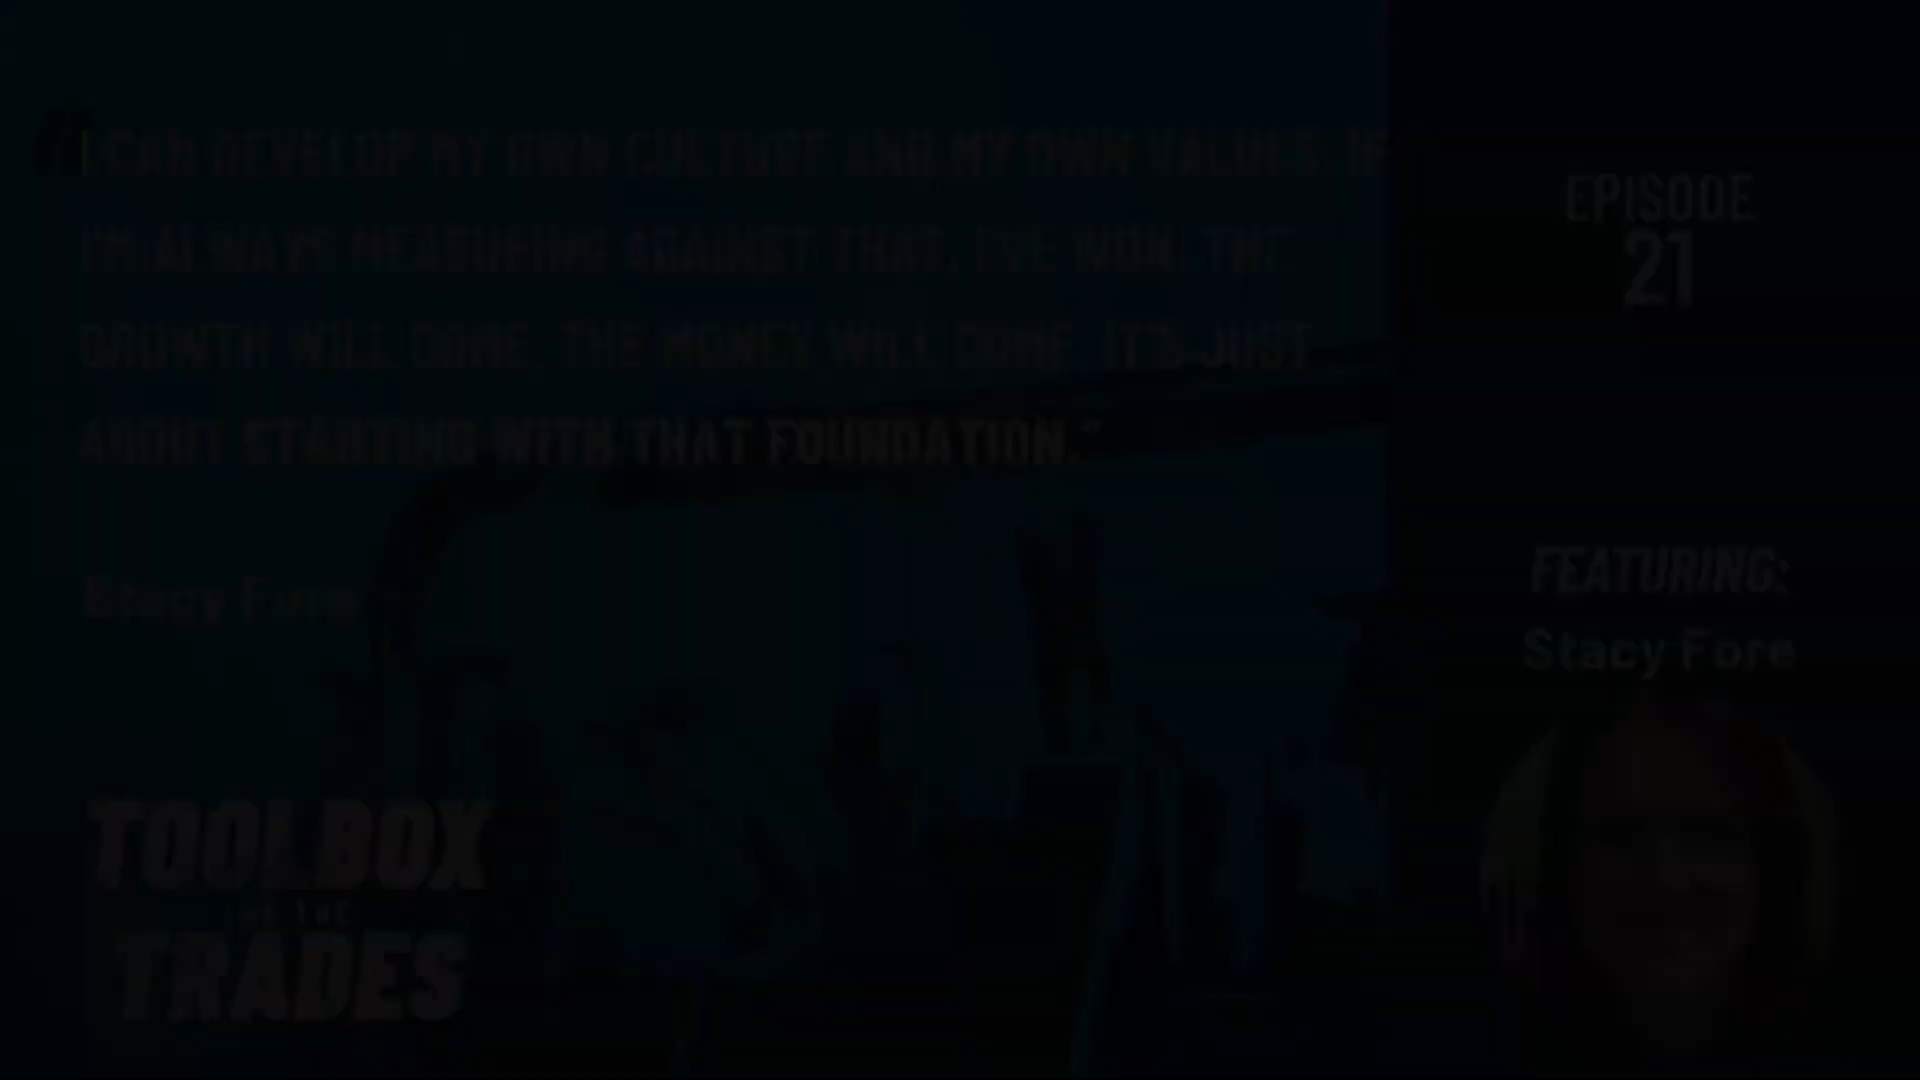 "I CAN DEVELOP MY OWN CULTURE AND MY OWN VALUES. IF
I'M ALWAYS MEASURING AGAINST THAT, I'VE WON. THE
GROWTH WILL COME. THE MONEY WILL COME. IT'S JUST
ABOUT STARTING WITH THAT FOUNDATION."
Stacy Fore
TOOLBOX
FOR THE
TRADES
EPISODE
21
FEATURING:
Stacy Fore